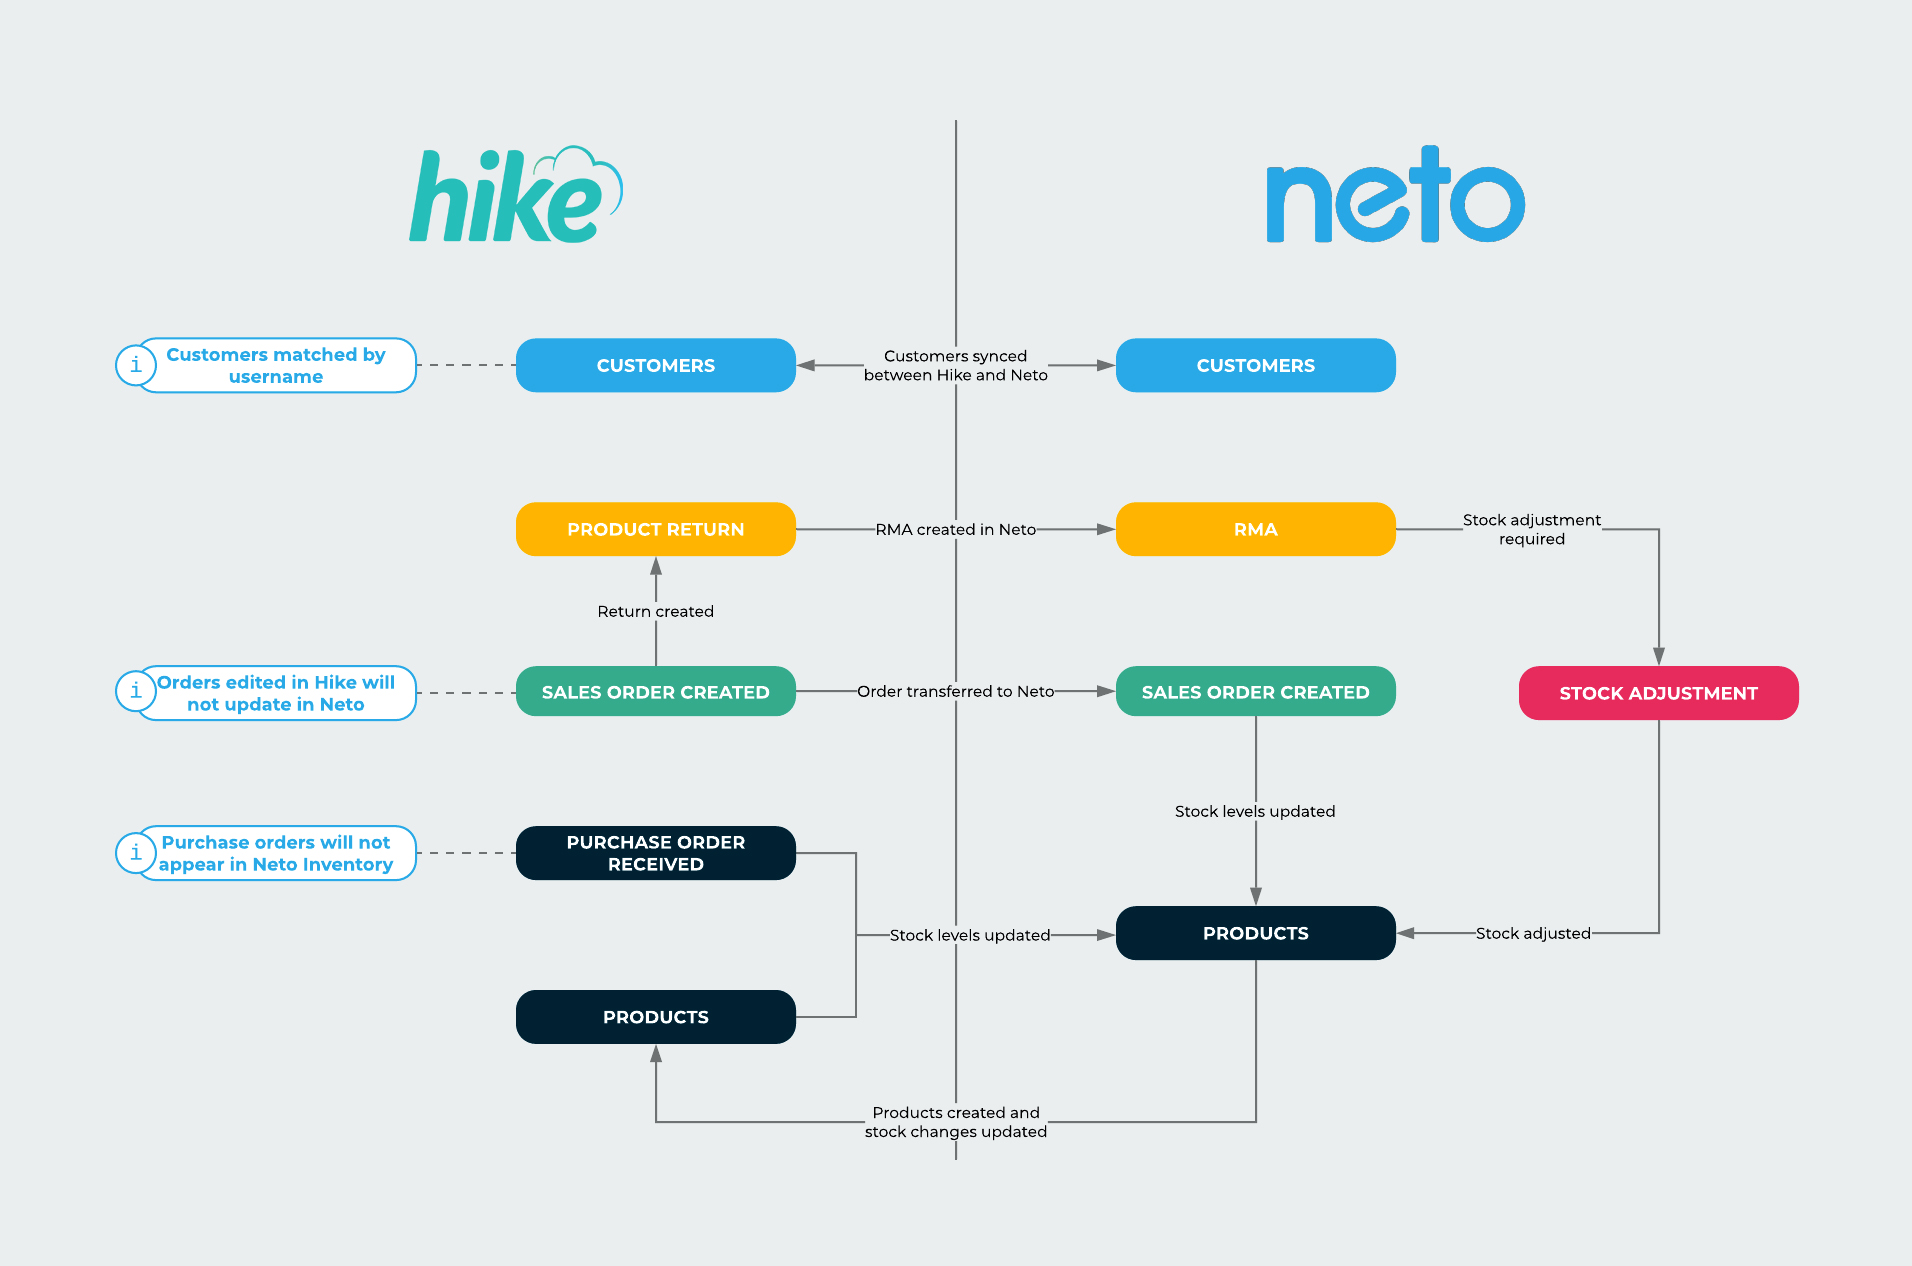 hike
neto
i
Customers matched by
username
CUSTOMERS
Customers synced
between Hike and Neto
CUSTOMERS
PRODUCT RETURN
RMA created in Neto
RMA
Stock adjustment
required
Return created
i
Orders edited in Hike will
not update in Neto
SALES ORDER CREATED
Order transferred to Neto
SALES ORDER CREATED
STOCK ADJUSTMENT
Stock levels updated
i
Purchase orders will not
appear in Neto Inventory
PURCHASE ORDER
RECEIVED
Stock levels updated
PRODUCTS
Stock adjusted
PRODUCTS
Products created and
stock changes updated